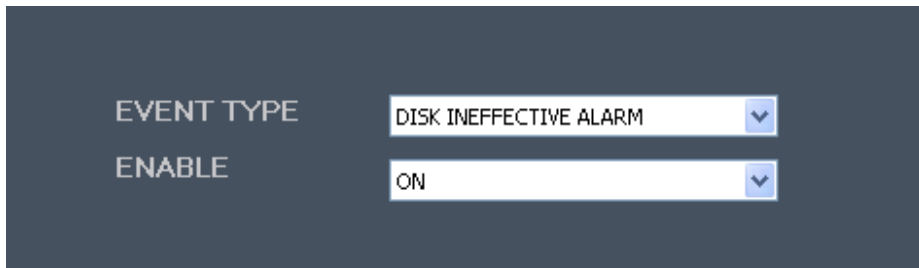 EVENT TYPE DISK INEFFECTIVE ALARM
ENABLE ON